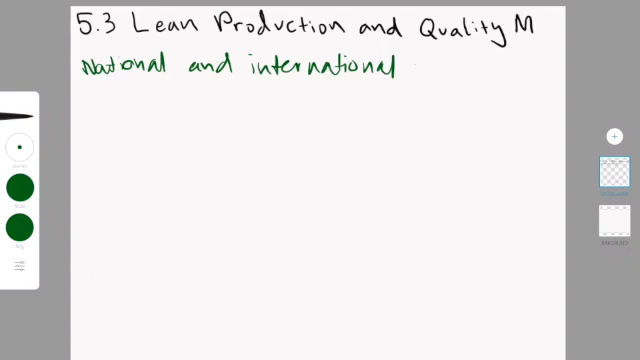 5.3 Lean Production and Quality M
National and international